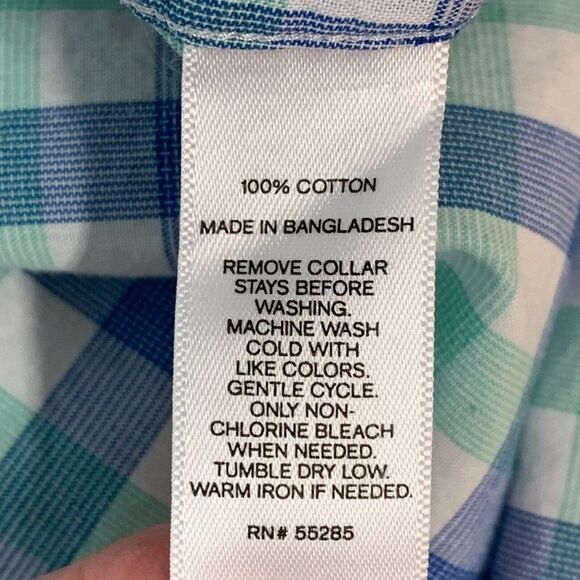 100% COTTON
MADE IN BANGLADESH
REMOVE COLLAR
STAYS BEFORE
WASHING.
MACHINE WASH
COLD WITH
LIKE COLORS.
GENTLE CYCLE.
ONLY NON-
CHLORINE BLEACH
WHEN NEEDED.
TUMBLE DRY LOW.
WARM IRON IF NEEDED.
RN# 55285